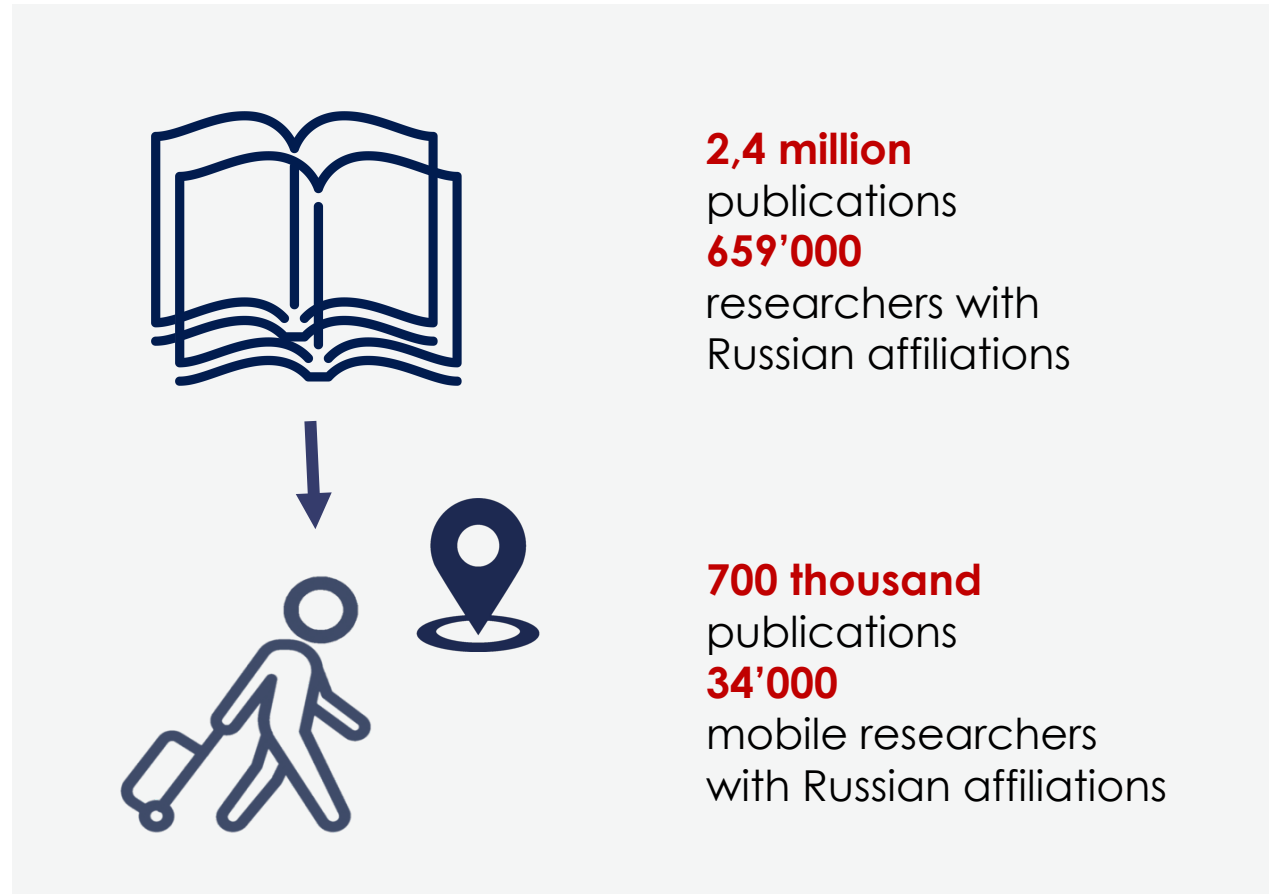 2,4 million
publications
659’000
researchers with
Russian affiliations
700 thousand
publications
34’000
mobile researchers
with Russian affiliations